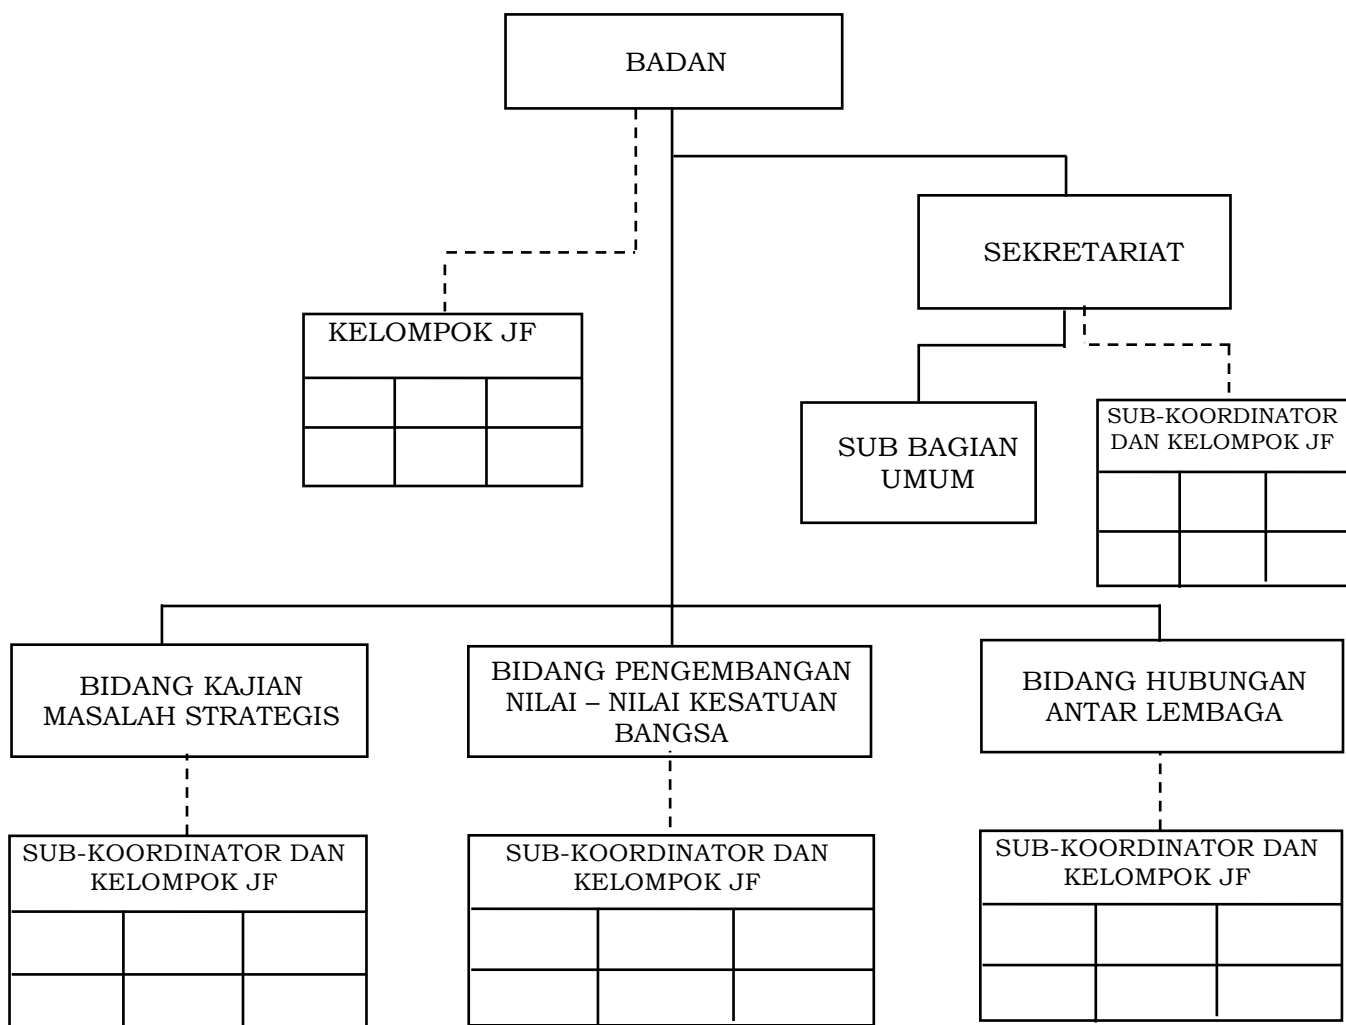 BADAN
SEKRETARIAT
KELOMPOK JF
SUB BAGIAN
UMUM
SUB-KOORDINATOR
DAN KELOMPOK JF
BIDANG KAJIAN
MASALAH STRATEGIS
BIDANG PENGEMBANGAN
NILAI – NILAI KESATUAN
BANGSA
BIDANG HUBUNGAN
ANTAR LEMBAGA
SUB-KOORDINATOR DAN
KELOMPOK JF
SUB-KOORDINATOR DAN
KELOMPOK JF
SUB-KOORDINATOR DAN
KELOMPOK JF